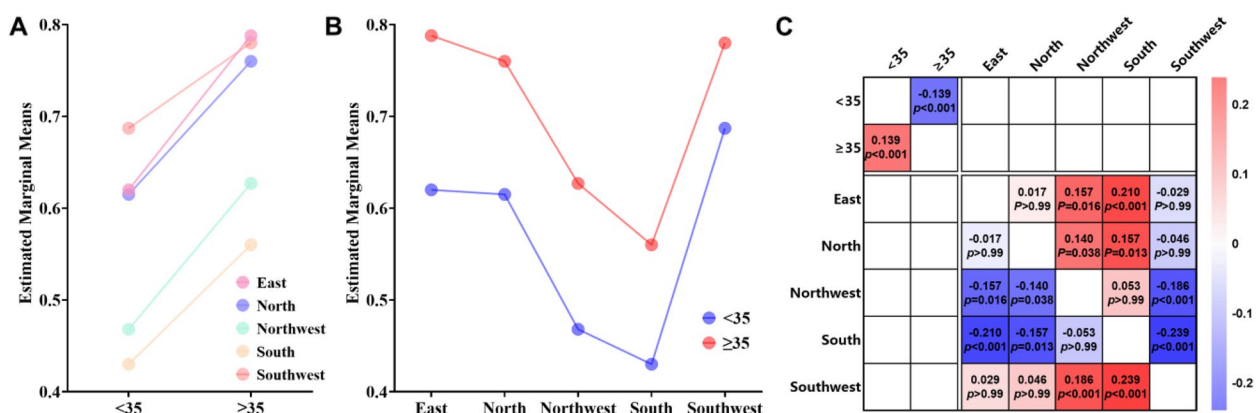 A
Estimated Marginal Means
0.8
0.7
0.6
0.5
0.4
<35
≥35
East
North
Northwest
South
Southwest
B
Estimated Marginal Means
0.8
0.7
0.6
0.5
0.4
East North Northwest South Southwest
<35
≥35
C
<35 ≥35 East North Northwest South Southwest
<35
-0.139
p<0.001
≥35
0.139
p<0.001
East
0.017 0.157 0.210 -0.029
P>0.99 P=0.016 p<0.001 P>0.99
North
-0.017 0.140 0.157 -0.046
p>0.99 P=0.038 P=0.013 p>0.99
Northwest
-0.157 -0.140 0.053 -0.186
p=0.016 p=0.038 p>0.99 p<0.001
South
-0.210 -0.157 -0.053 -0.239
p<0.001 p=0.013 p>0.99 p<0.001
Southwest
0.029 0.046 0.186 0.239
p>0.99 p>0.99 p<0.001 p<0.001
0.2
0.1
0
-0.1
-0.2